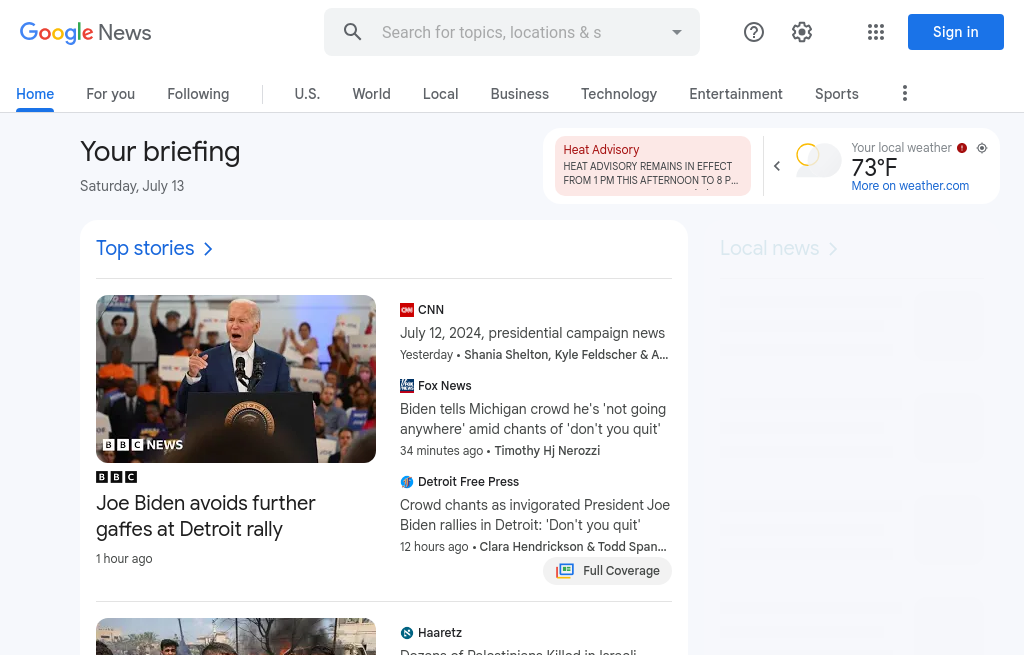 Google News
Search for topics, locations & s
Sign in
Home
For you
Following
U.S.
World
Local
Business
Technology
Entertainment
Sports
Your briefing
Saturday, July 13
Heat Advisory
HEAT ADVISORY REMAINS IN EFFECT
FROM 1 PM THIS AFTERNOON TO 8 P...
Your local weather
73°F
More on weather.com
Top stories
Local news
BBC NEWS
BBC
Joe Biden avoids further
gaffes at Detroit rally
1 hour ago
CNN
July 12, 2024, presidential campaign news
Yesterday • Shania Shelton, Kyle Feldscher & A...
Fox News
Biden tells Michigan crowd he's 'not going
anywhere' amid chants of 'don't you quit'
34 minutes ago • Timothy Hj Nerozzi
Detroit Free Press
Crowd chants as invigorated President Joe
Biden rallies in Detroit: 'Don't you quit'
12 hours ago • Clara Hendrickson & Todd Span...
Full Coverage
Haaretz
Dozens of Palestinians Killed in Israeli